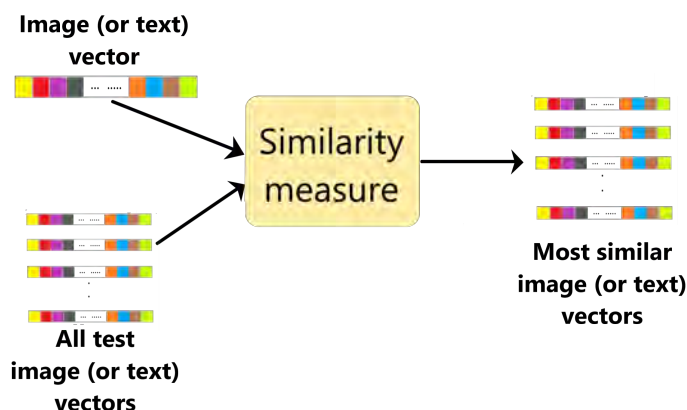 Image (or text)
vector
... .....
Similarity
measure
... .....
... .....
... .....
... .....
... .....
... .....
... .....
... .....
Most similar
image (or text)
vectors
All test
image (or text)
vectors